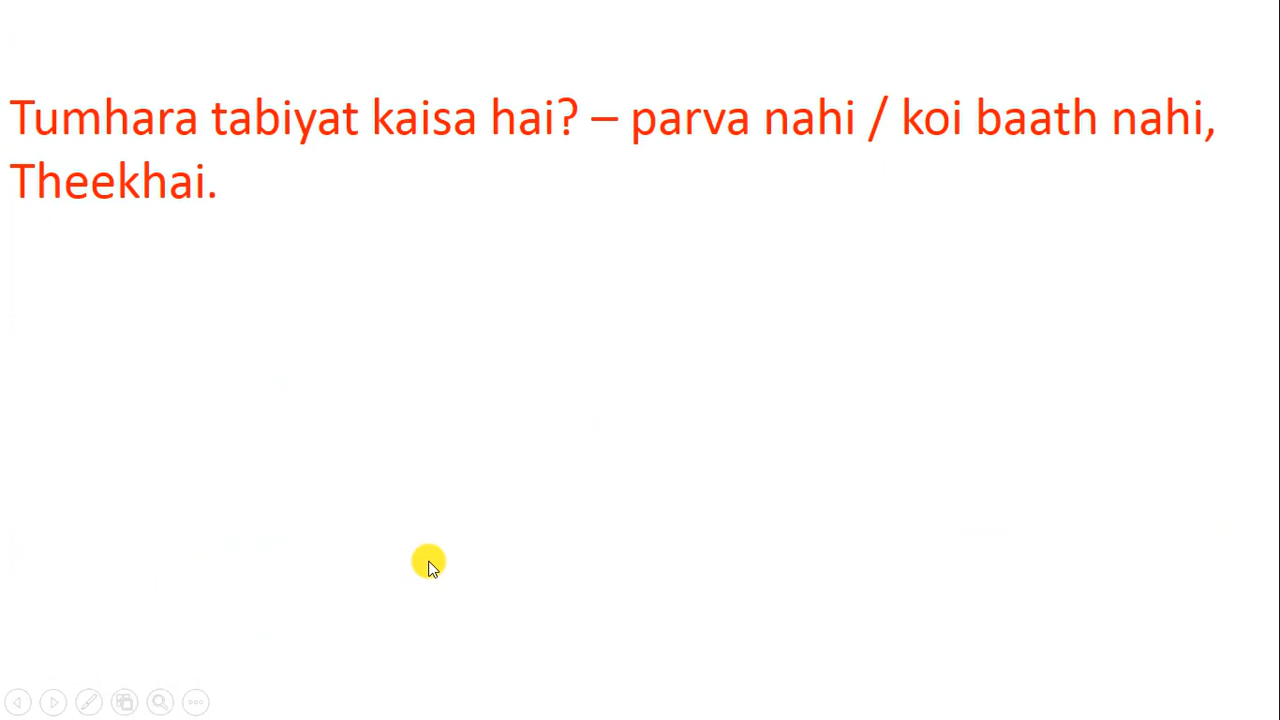 Tumhara tabiyat kaisa hai? – parva nahi / koi baath nahi,
Theekhai.